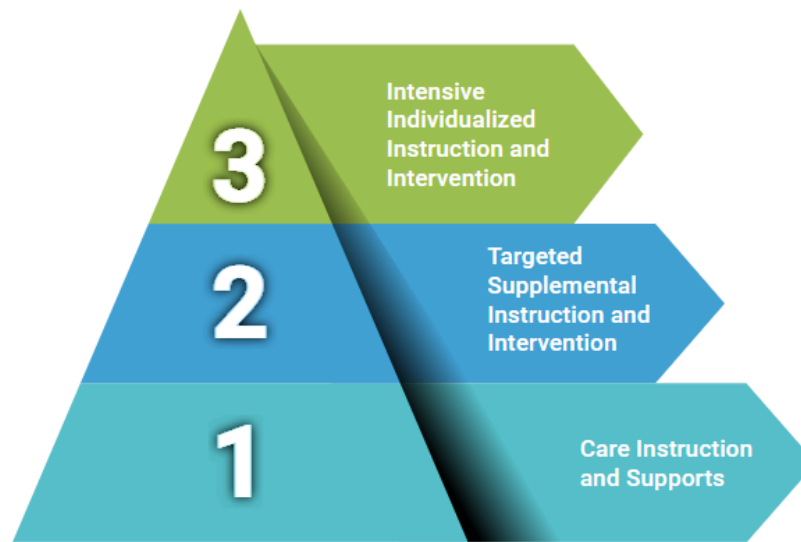 3
Intensive
Individualized
Instruction and
Intervention
2
Targeted
Supplemental
Instruction and
Intervention
1
Care Instruction
and Supports